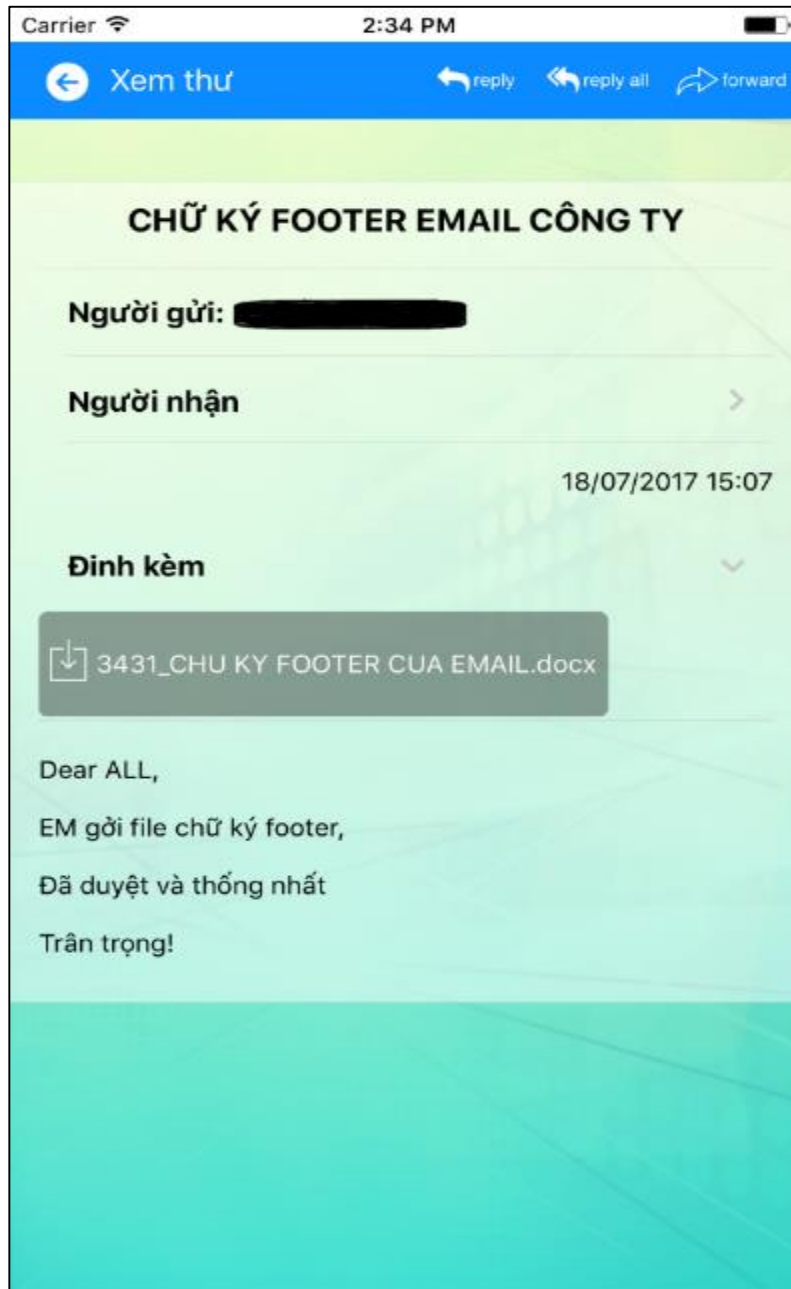 Carrier 2:34 PM
Xem thư reply reply all forward
CHỮ KÝ FOOTER EMAIL CÔNG TY
Người gửi:
Người nhận
18/07/2017 15:07
Đinh kèm
3431_CHU KY FOOTER CUA EMAIL.docx
Dear ALL,
EM gởi file chữ ký footer,
Đã duyệt và thống nhất
Trân trọng!